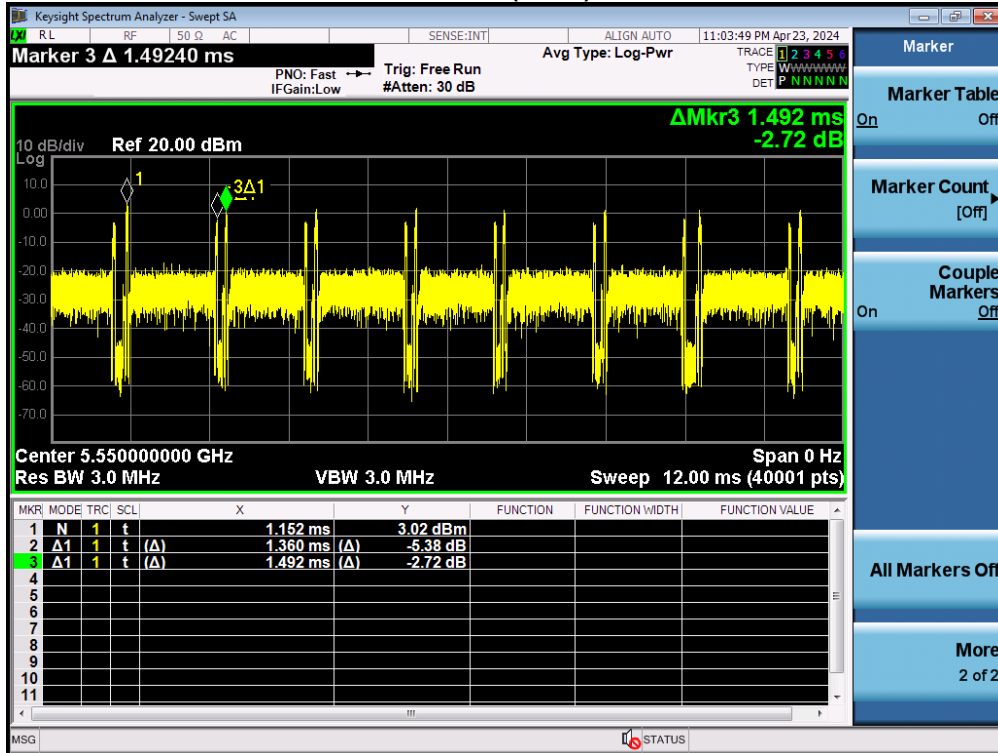 Keysight Spectrum Analyzer - Swept SA
LXI RL RF 50 Ω AC SENSE:INT ALIGN AUTO 11:03:49 PM Apr 23, 2024
Marker 3 Δ 1.49240 ms
PNO: Fast
IFGain:Low
Trig: Free Run
#Atten: 30 dB
Avg Type: Log-Pwr
TRACE 1 2 3 4 5 6
TYPE W W W W W W
DET P N N N N N
ΔMkr3 1.492 ms
-2.72 dB
10 dB/div Ref 20.00 dBm
Log
1
3Δ1
10.0
0.00
-10.0
-20.0
-30.0
-40.0
-50.0
-60.0
-70.0
Center 5.550000000 GHz Span 0 Hz
Res BW 3.0 MHz VBW 3.0 MHz Sweep 12.00 ms (40001 pts)
MKR MODE TRC SCL X Y FUNCTION FUNCTION WIDTH FUNCTION VALUE
1 N 1 t 1.152 ms 3.02 dBm
2 Δ1 1 t (Δ) 1.360 ms (Δ) -5.38 dB
3 Δ1 1 t (Δ) 1.492 ms (Δ) -2.72 dB
4
5
6
7
8
9
10
11
MSG STATUS
Marker
Marker Table
On Off
Marker Count
[Off]
Couple
Markers
On Off
All Markers Off
More
2 of 2